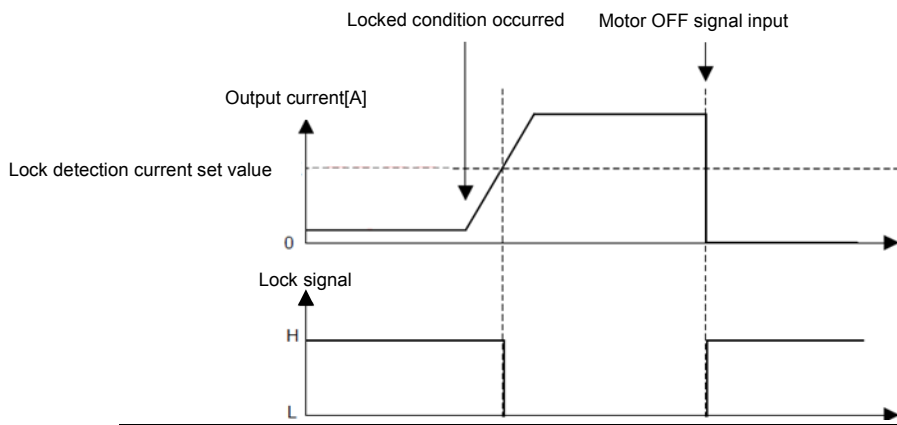 Locked condition occurred
Motor OFF signal input
Output current[A]
Lock detection current set value
0
Lock signal
H
L